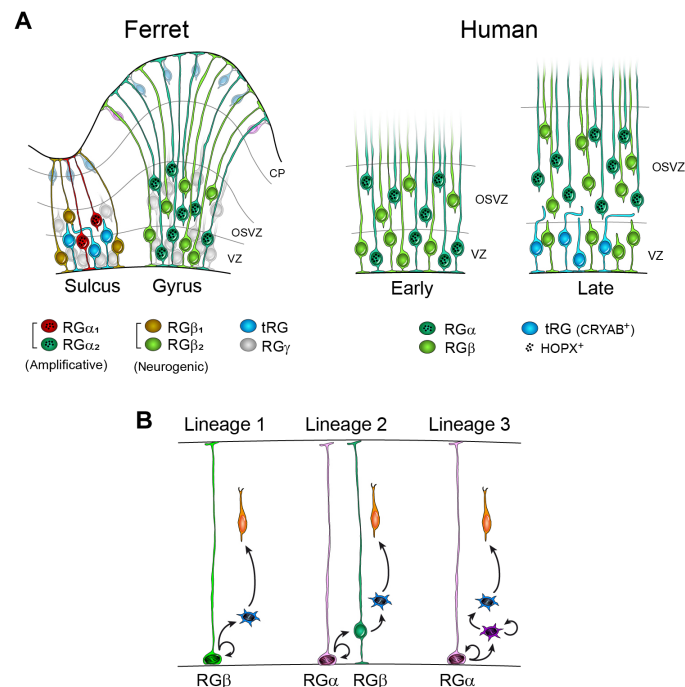 A
Ferret
Human
CP
OSVZ
VZ
Sulcus
Gyrus
OSVZ
VZ
Early
OSVZ
VZ
Late
RGα₁
RGα₂
(Amplificative)
RGβ₁
RGβ₂
(Neurogenic)
tRG
RGγ
RGα
RGβ
tRG (CRYAB⁺)
HOPX⁺
B
Lineage 1
Lineage 2
Lineage 3
RGβ
RGα
RGβ
RGα